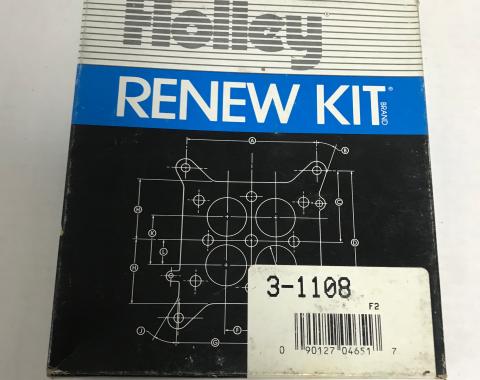 Holley
RENEW KIT®
BRAND
A
B
H
C
K
D
L
H
3-1108
F2
J
F
G
0 90127 04651 7